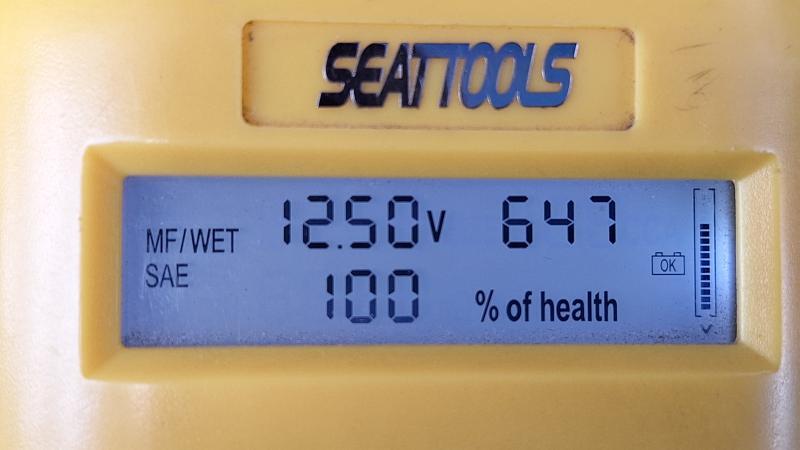 SEATTOOLS
MF/WET 12.50V 647
SAE 100 % of health
OK